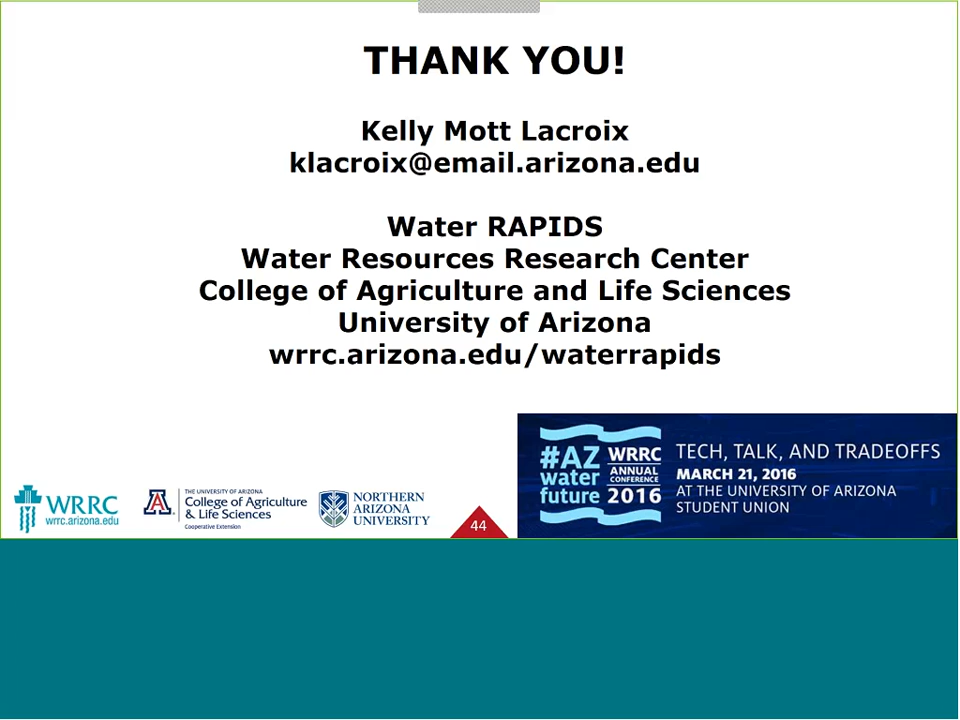 THANK YOU!
Kelly Mott Lacroix
klacroix@email.arizona.edu
Water RAPIDS
Water Resources Research Center
College of Agriculture and Life Sciences
University of Arizona
wrrc.arizona.edu/waterrapids
WRRC
wrrc.arizona.edu
A
THE UNIVERSITY OF ARIZONA
College of Agriculture
& Life Sciences
Cooperative Extension
NORTHERN
ARIZONA
UNIVERSITY
44
#AZ
water
future
WRRC
ANNUAL
CONFERENCE
2016
TECH, TALK, AND TRADEOFFS
MARCH 21, 2016
AT THE UNIVERSITY OF ARIZONA
STUDENT UNION